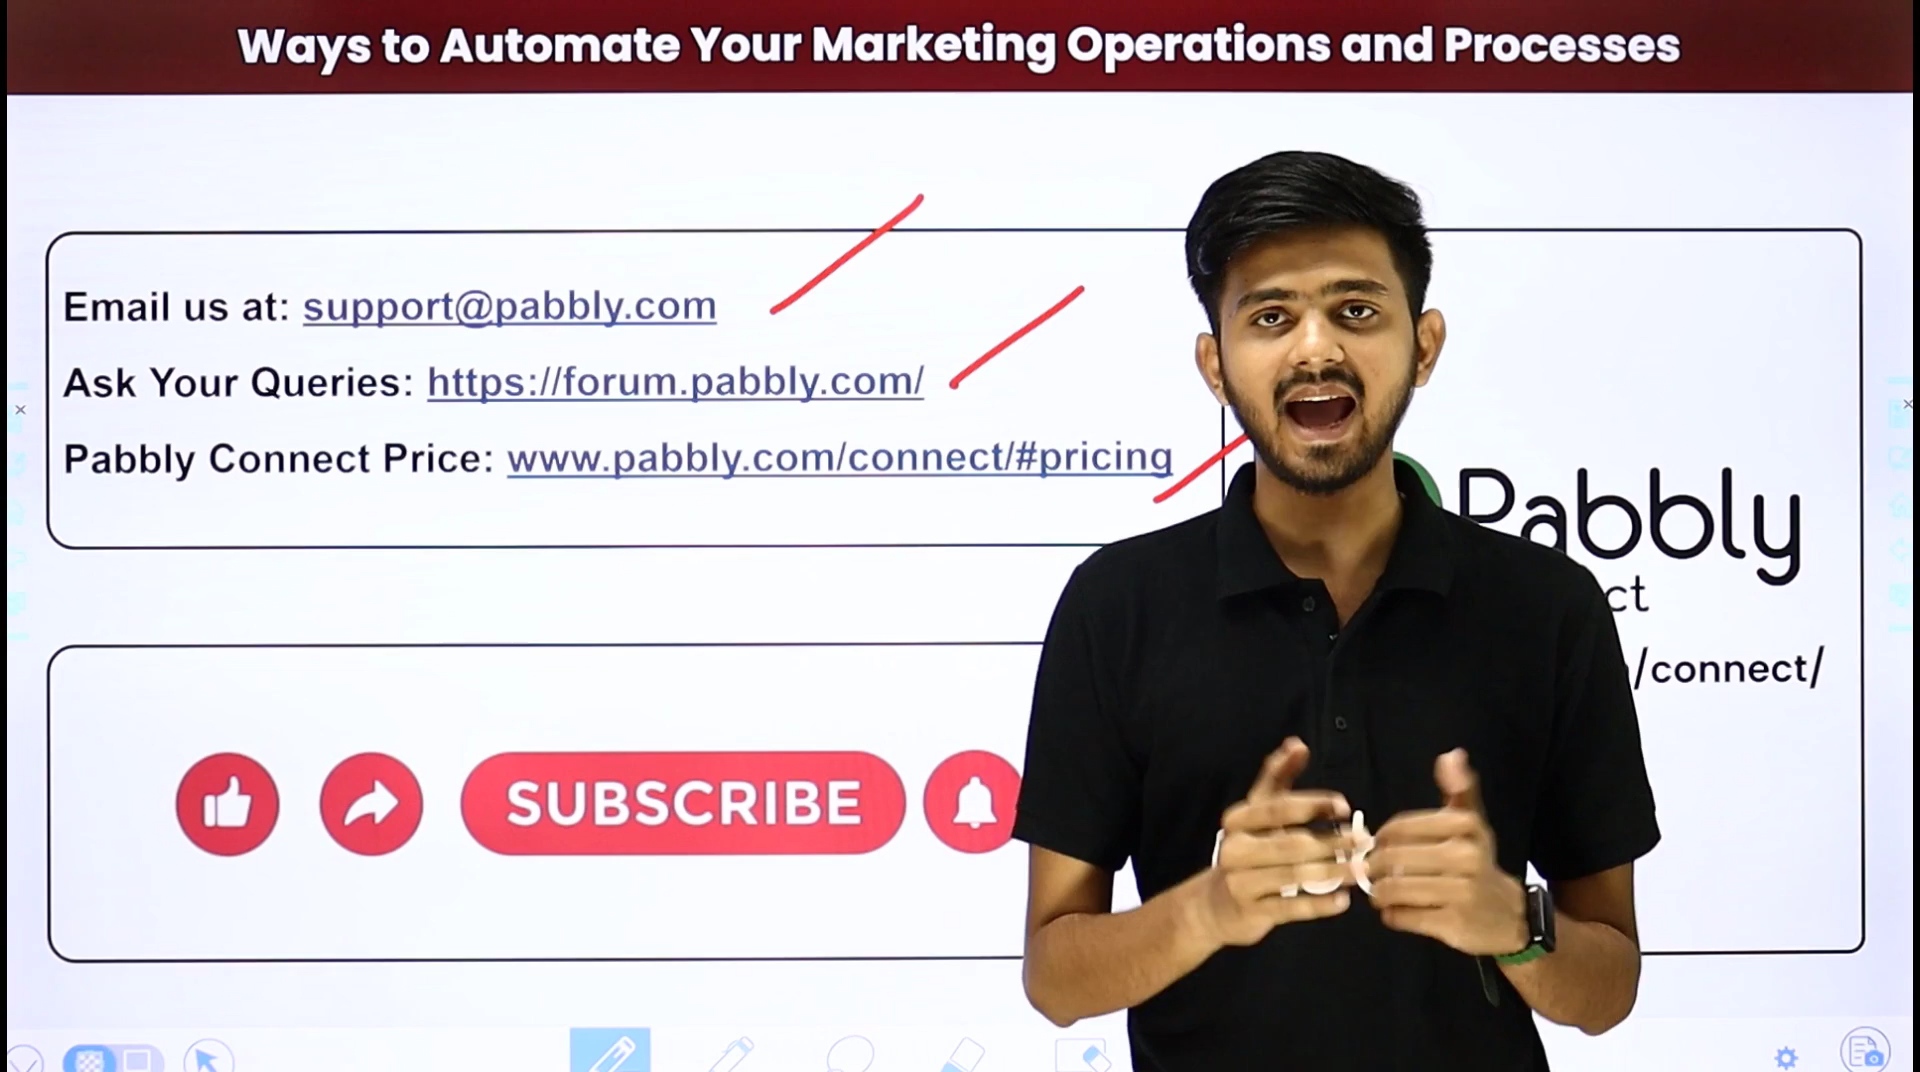 Ways to Automate Your Marketing Operations and Processes
Email us at: support@pabbly.com
Ask Your Queries: https://forum.pabbly.com/
Pabbly Connect Price: www.pabbly.com/connect/#pricing
Pabbly
ct
/connect/
SUBSCRIBE